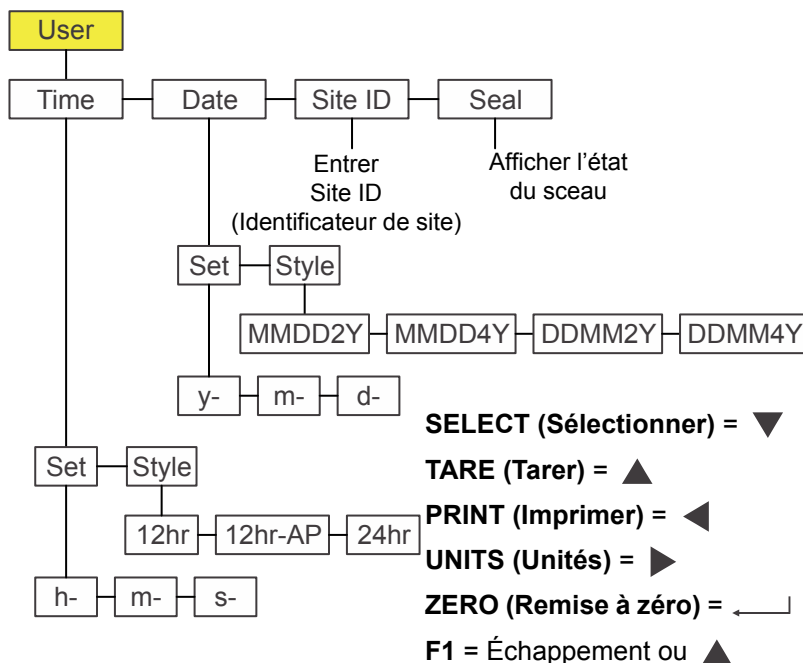 User
Time Date Site ID Seal
Entrer
Site ID
(Identificateur de site)
Afficher l'état
du sceau
Set Style
MMDD2Y MMDD4Y DDMM2Y DDMM4Y
y- m- d-
Set Style
12hr 12hr-AP 24hr
h- m- s-
SELECT (Sélectionner) = ▼
TARE (Tarer) = ▲
PRINT (Imprimer) = ◀
UNITS (Unités) = ▶
ZERO (Remise à zéro) = ↵
F1 = Échappement ou ▲